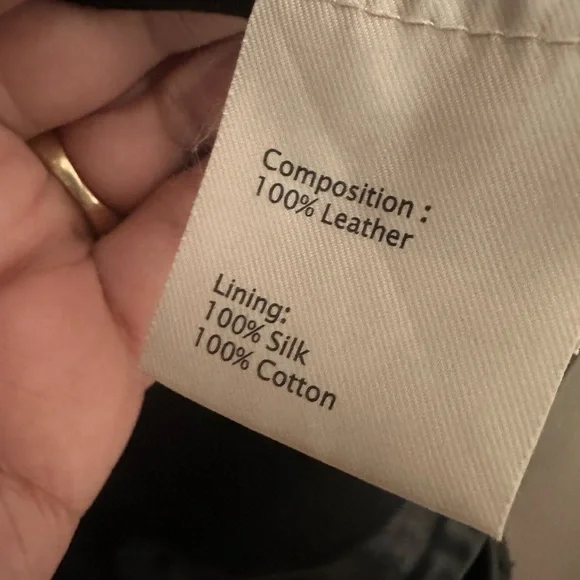 Composition :
100% Leather
Lining:
100% Silk
100% Cotton